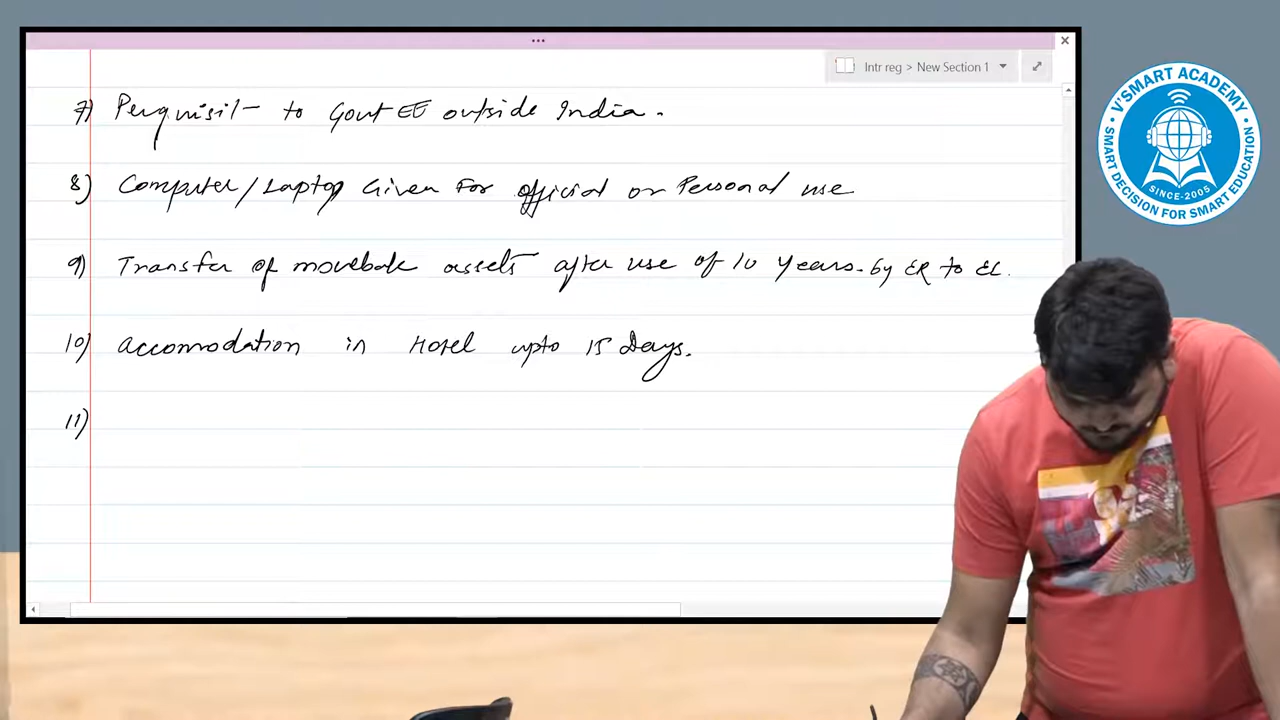 Intr reg > New Section 1
7) Perquisit to Govt EE outside India.
8) Computer/Laptop Given For official or Personal use
9) Transfer of movebale assets after use of 10 Years. by ER to EE.
10) Accomodation in Hotel upto 15 Days.
11)
V'SMART ACADEMY
SINCE-2005
SMART DECISION FOR SMART EDUCATION